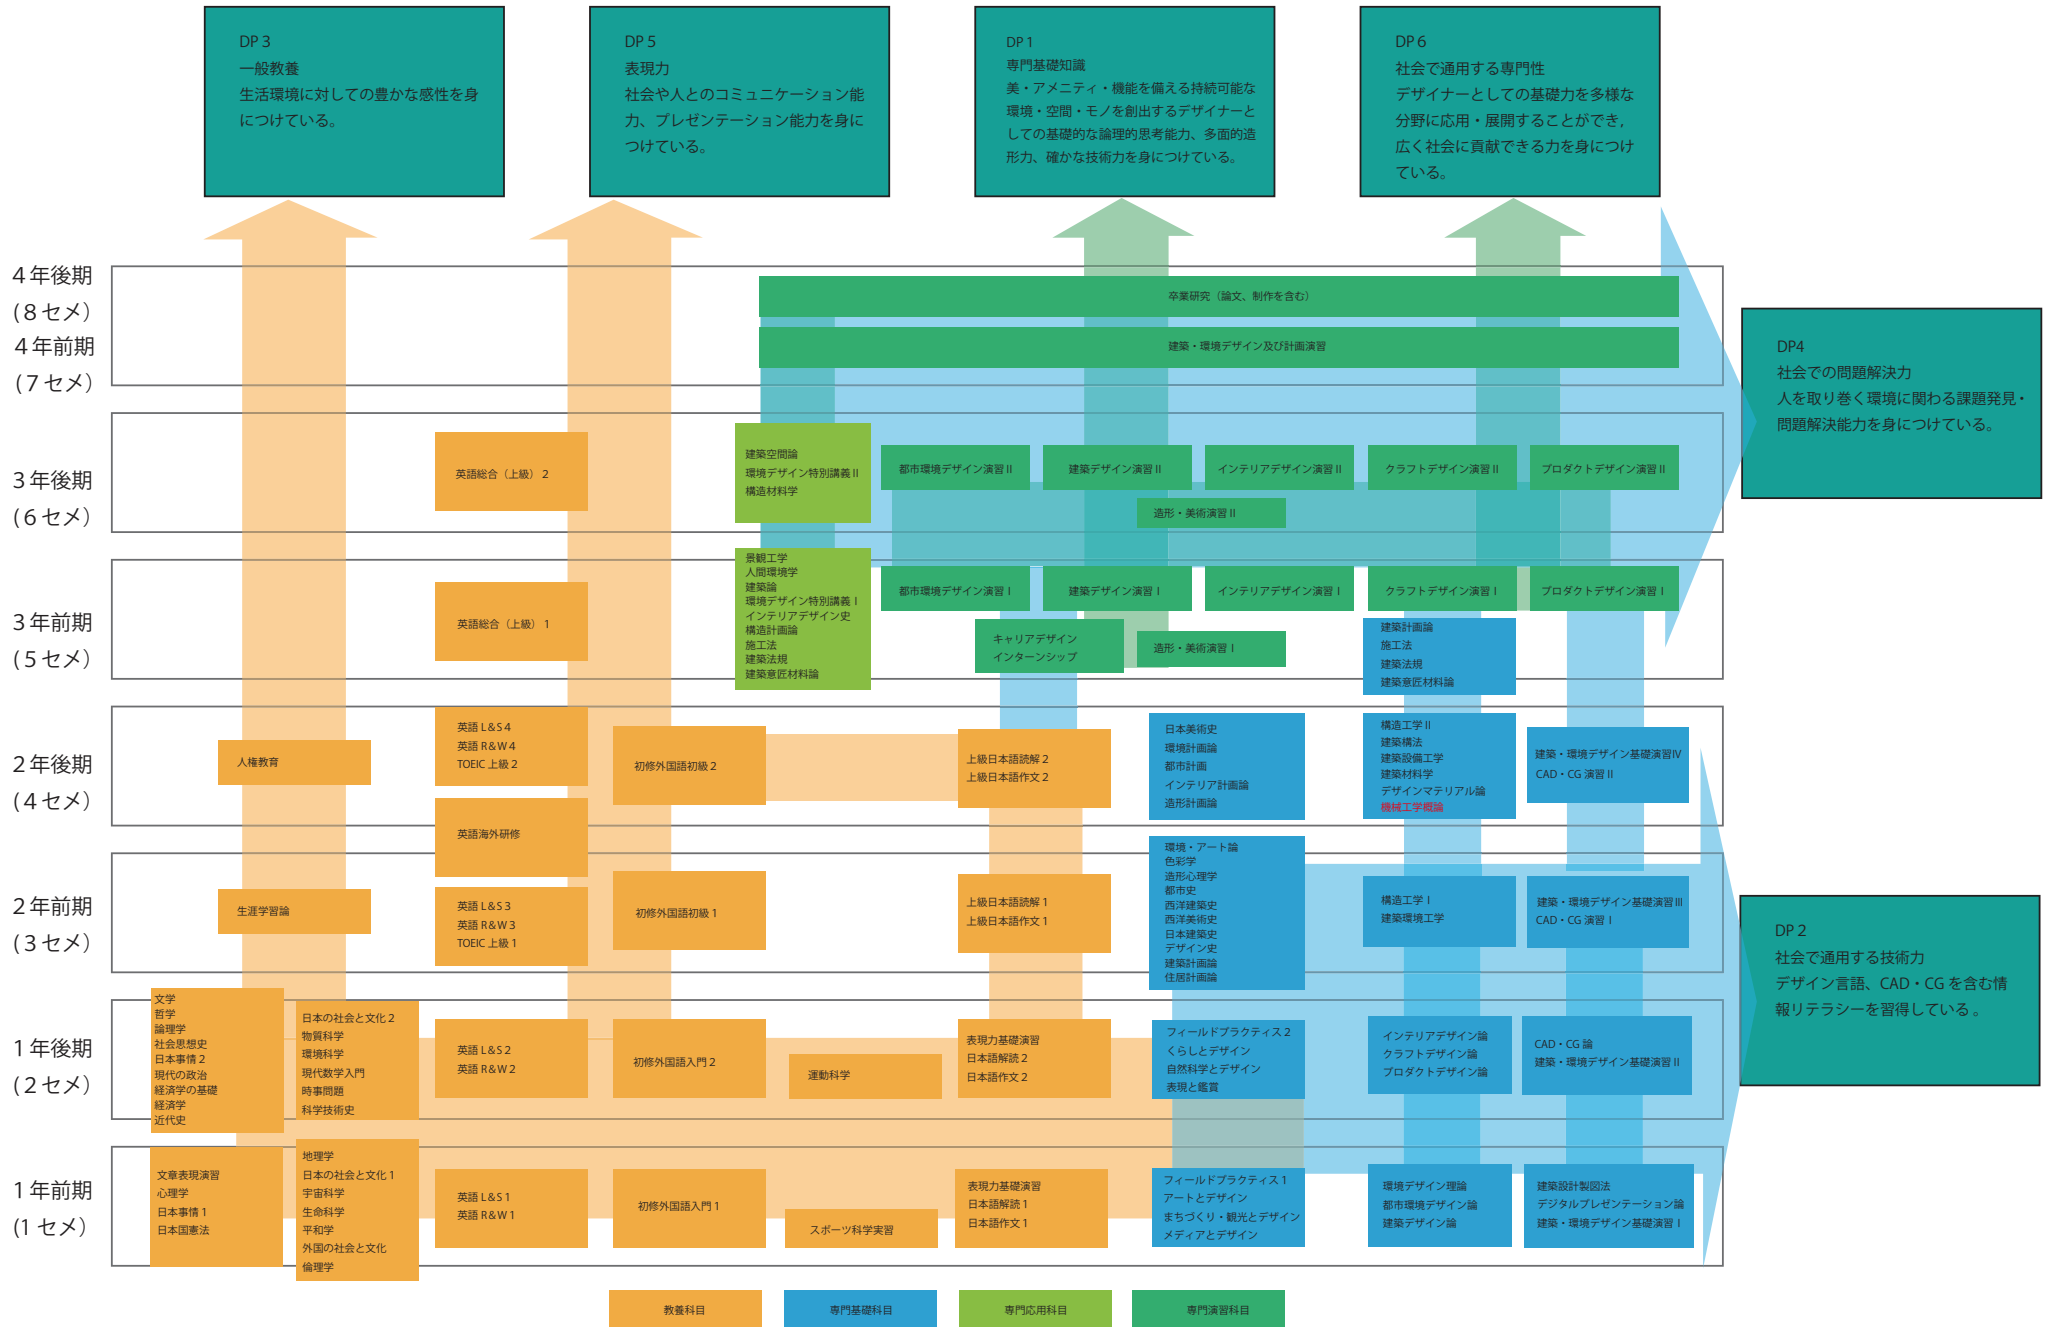 DP 3
一般教養
生活環境に対しての豊かな感性を身
につけている。
DP 5
表現力
社会や人とのコミュニケーション能
力、プレゼンテーション能力を身に
つけている。
DP 1
専門基礎知識
美・アメニティ・機能を備える持続可能な
環境・空間・モノを創出するデザイナーと
しての基礎的な論理的思考能力、多面的造
形力、確かな技術力を身につけている。
DP 6
社会で通用する専門性
デザイナーとしての基礎力を多様な
分野に応用・展開することができ,
広く社会に貢献できる力を身につけ
ている。
4年後期
(8セメ)
4年前期
(7セメ)
卒業研究（論文、制作を含む）
建築・環境デザイン及び計画演習
DP4
社会での問題解決力
人を取り巻く環境に関わる課題発見・
問題解決能力を身につけている。
3年後期
(6セメ)
英語総合（上級）2
建築空間論
環境デザイン特別講義 II
構造材料学
都市環境デザイン演習 II
建築デザイン演習 II
インテリアデザイン演習 II
クラフトデザイン演習 II
プロダクトデザイン演習 II
造形・美術演習 II
3年前期
(5セメ)
英語総合（上級）1
景観工学
人間環境学
建築論
環境デザイン特別講義 I
インテリアデザイン史
構造計画論
施工法
建築法規
建築意匠材料論
都市環境デザイン演習 I
建築デザイン演習 I
インテリアデザイン演習 I
クラフトデザイン演習 I
プロダクトデザイン演習 I
キャリアデザイン
インターンシップ
造形・美術演習 I
建築計画論
施工法
建築法規
建築意匠材料論
2年後期
(4セメ)
人権教育
英語 L&S 4
英語 R&W 4
TOEIC 上級 2
英語海外研修
初修外国語初級 2
上級日本語読解 2
上級日本語作文 2
日本美術史
環境計画論
都市計画
インテリア計画論
造形計画論
構造工学 II
建築構法
建築設備工学
建築材料学
デザインマテリアル論
機械工学概論
建築・環境デザイン基礎演習Ⅳ
CAD・CG 演習 II
2年前期
(3セメ)
生涯学習論
英語 L&S 3
英語 R&W 3
TOEIC 上級 1
初修外国語初級 1
上級日本語読解 1
上級日本語作文 1
環境・アート論
色彩学
造形心理学
都市史
西洋建築史
西洋美術史
日本建築史
デザイン史
建築計画論
住居計画論
構造工学 I
建築環境工学
建築・環境デザイン基礎演習Ⅲ
CAD・CG 演習 I
DP 2
社会で通用する技術力
デザイン言語、CAD・CG を含む情
報リテラシーを習得している 。
1年後期
(2セメ)
文学
哲学
論理学
社会思想史
日本事情 2
現代の政治
経済学の基礎
経済学
近代史
日本の社会と文化 2
物質科学
環境科学
現代数学入門
時事問題
科学技術史
英語 L&S 2
英語 R&W 2
初修外国語入門 2
運動科学
表現力基礎演習
日本語解読 2
日本語作文 2
フィールドプラクティス 2
くらしとデザイン
自然科学とデザイン
表現と鑑賞
インテリアデザイン論
クラフトデザイン論
プロダクトデザイン論
CAD・CG 論
建築・環境デザイン基礎演習 II
1年前期
(1セメ)
文章表現演習
心理学
日本事情 1
日本国憲法
地理学
日本の社会と文化 1
宇宙科学
生命科学
平和学
外国の社会と文化
倫理学
英語 L&S 1
英語 R&W 1
初修外国語入門 1
スポーツ科学実習
表現力基礎演習
日本語解読 1
日本語作文 1
フィールドプラクティス 1
アートとデザイン
まちづくり・観光とデザイン
メディアとデザイン
環境デザイン理論
都市環境デザイン論
建築デザイン論
建築設計製図法
デジタルプレゼンテーション論
建築・環境デザイン基礎演習 I
教養科目
専門基礎科目
専門応用科目
専門演習科目